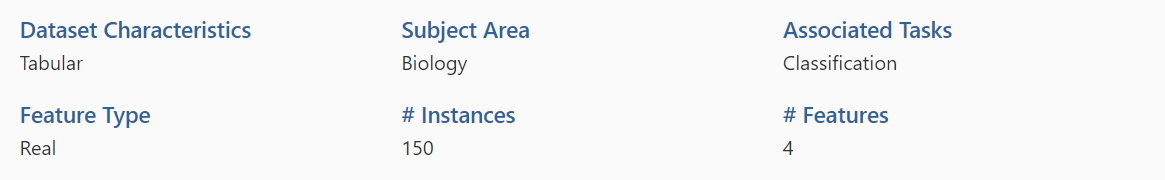 Dataset Characteristics Subject Area Associated Tasks
Tabular Biology Classification
Feature Type # Instances # Features
Real 150 4